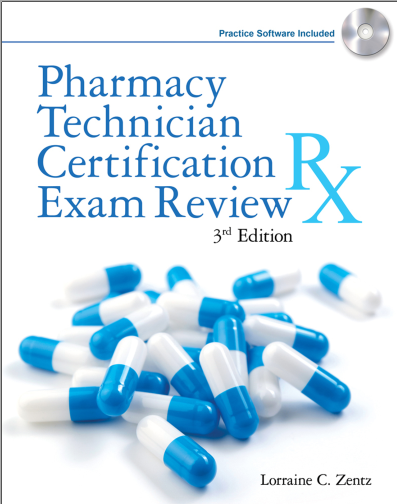 Practice Software Included
Pharmacy
Technician
Certification
Exam Review
RX
3rd Edition
Lorraine C. Zentz